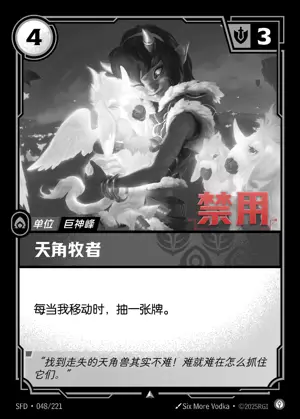 4
3
禁用
单位 巨神峰
天角牧者
每当我移动时，抽一张牌。
“找到走失的天角兽其实不难！难就难在怎么抓住
它们。”
SFD • 048/221
Six More Vodka • ©2025RGI